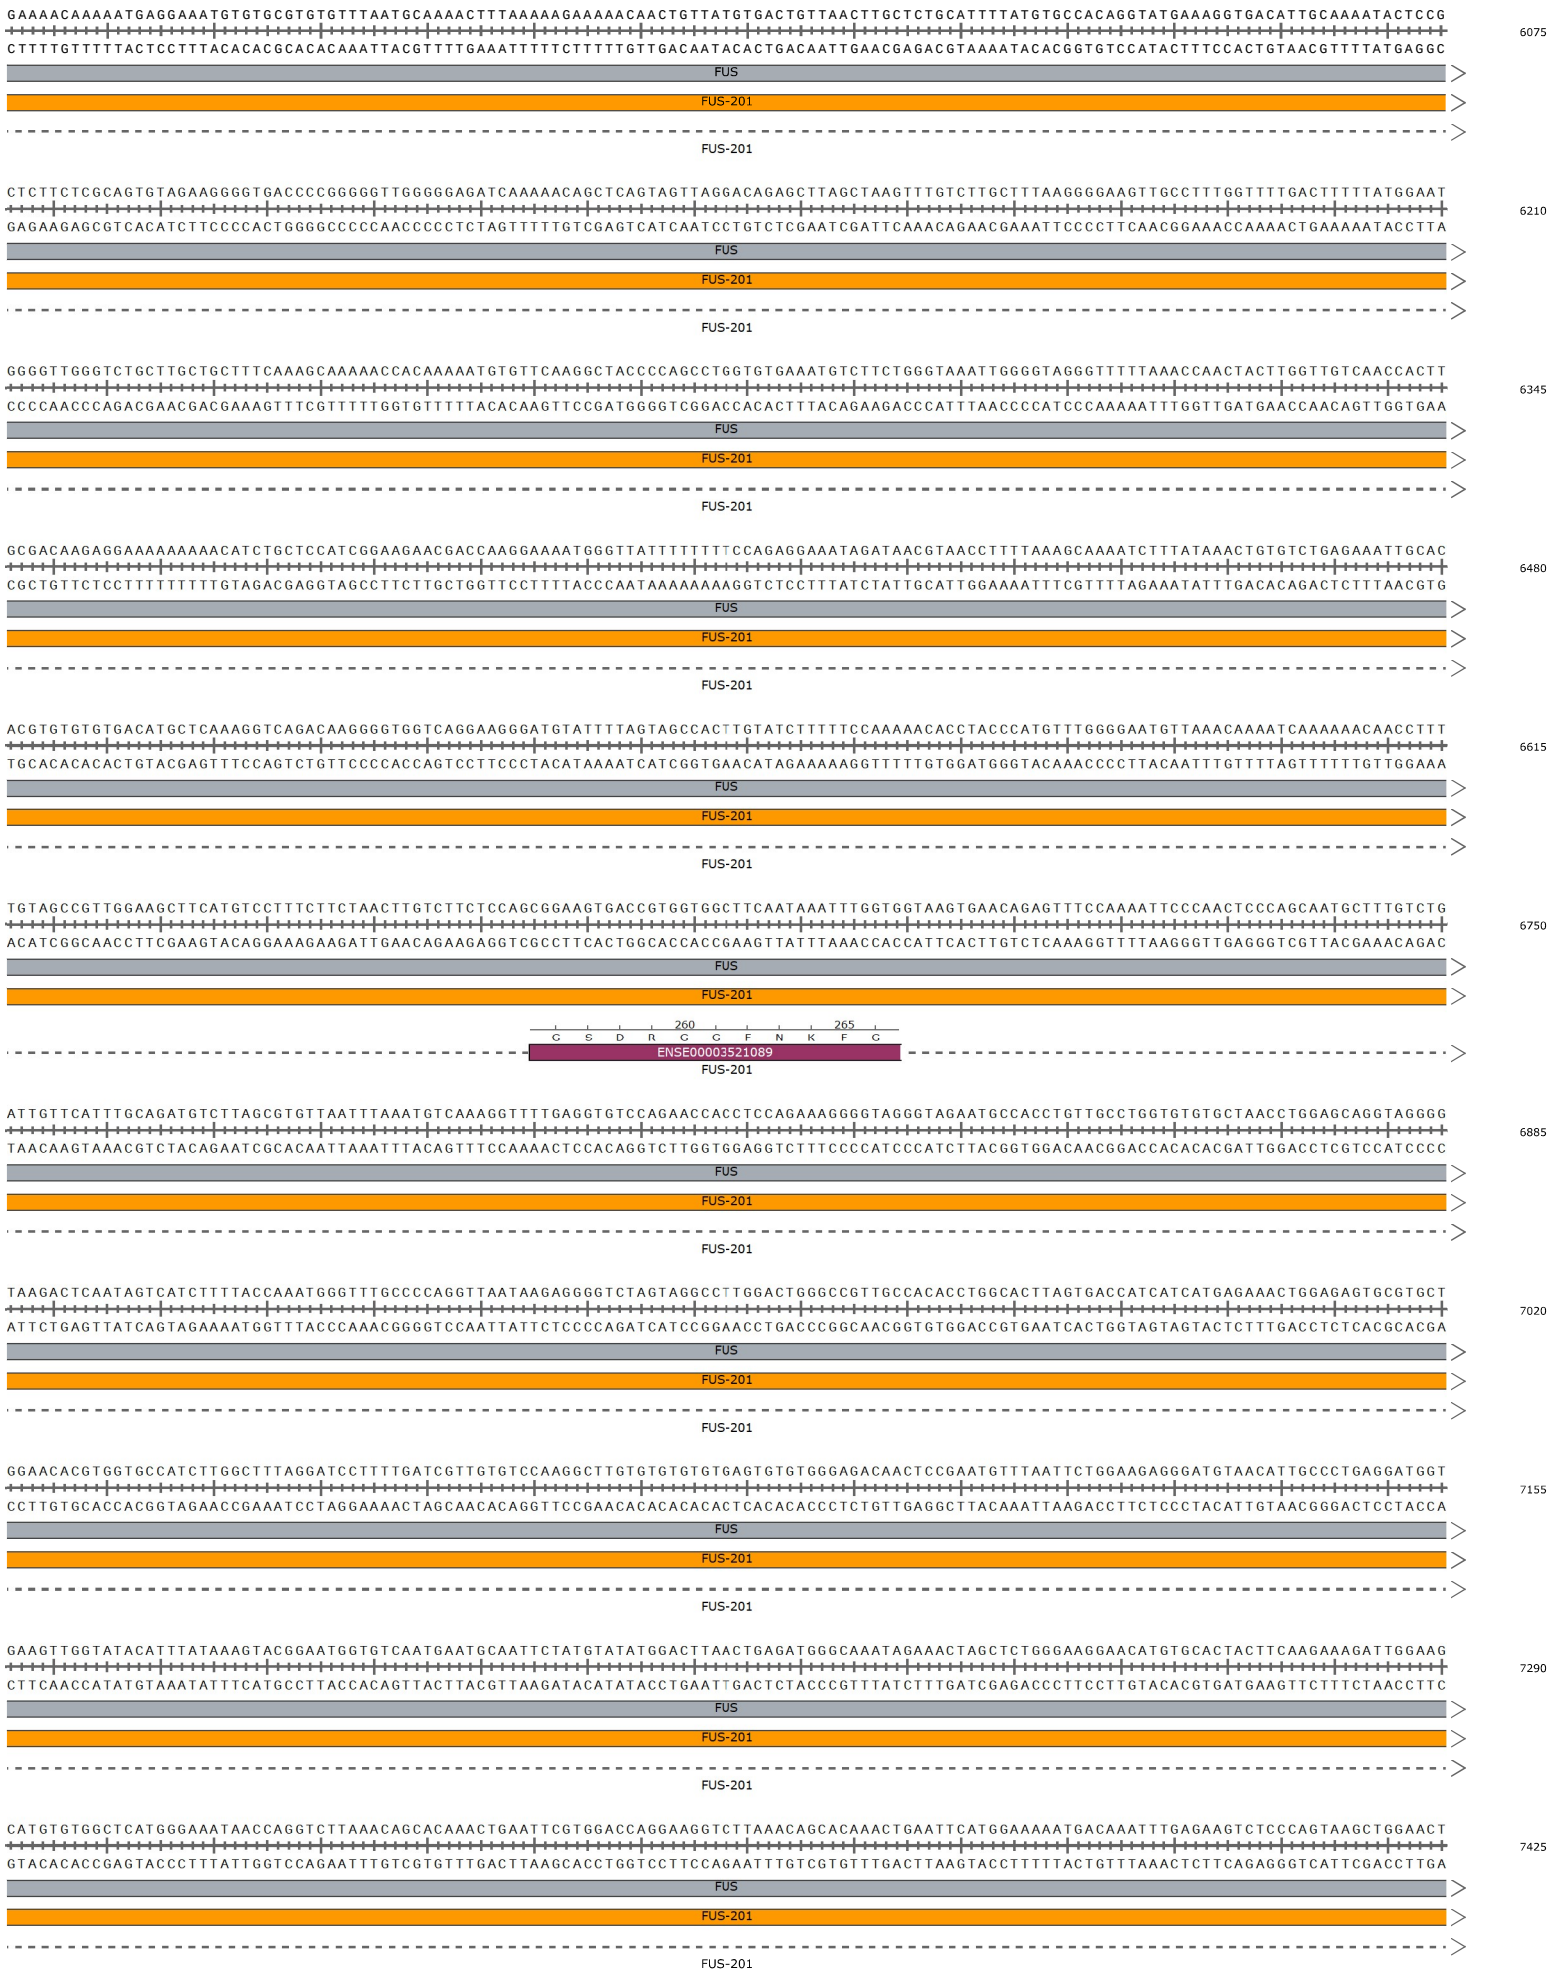 GAAAACAAAAATGAGGAAATGTGTGCGTGTGTTTAATGCAAAACTTTAAAAAGAAAAACAACTGTTATGTGACTGTTAACTTGCTCTGCATTTTATGTGCCACAGGTATGAAAGGTGACATTGCAAAATACTCCG
6075
CTTTTGTTTTTACTCCTTTACACACGCACACAAATTACGTTTTGAAATTTTTCTTTTTGTTGACAATACACTGACAATTGAACGAGACGTAAAATACACGGTGTCCATACTTTCCACTGTAACGTTTTATGAGGC
FUS
FUS-201
FUS-201
CTCTTCTCGCAGTGTAGAAGGGGTGACCCCGGGGGTTGGGGGAGATCAAAAACAGCTCAGTAGTTAGGACAGAGCTTAGCTAAGTTTGTCTTGCTTTAAGGGGAAGTTGCCTTTGGTTTTGACTTTTTATGGAAT
6210
GAGAAGAGCGTCACATCTTCCCCACTGGGGCCCCCAACCCCCTCTAGTTTTTGTCGAGTCATCAATCCTGTCTCGAATCGATTCAAACAGAACGAAATTCCCCTTCAACGGAAACCAAAACTGAAAAATACCTTA
FUS
FUS-201
FUS-201
GGGGTTGGGTCTGCTTGCTGCTTTCAAAGCAAAAACCACAAAAATGTGTTCAAGGCTACCCCAGCCTGGTGTGAAATGTCTTCTGGGTAAATTGGGGTAGGGTTTTTAAACCAACTACTTGGTTGTCAACCACTT
6345
CCCCAACCCAGACGAACGACGAAAGTTTCGTTTTTGGTGTTTTTACACAAGTTCCGATGGGGTCGGACCACACTTTACAGAAGACCCATTTAACCCCATCCCAAAAATTTGGTTGATGAACCAACAGTTGGTGAA
FUS
FUS-201
FUS-201
GCGACAAGAGGAAAAAAAAAACATCTGCTCCATCGGAAGAACGACCAAGGAAAATGGGTTATTTTTTTTCCAGAGGAAATAGATAACGTAACCTTTTAAAGCAAAATCTTTATAAACTGTGTCTGAGAAATTGCAC
6480
CGCTGTTCTCCTTTTTTTTTTGTAGACGAGGTAGCCTTCTTGCTGGTTCCTTTTACCCAATAAAAAAAAGGTCTCCTTTATCTATTGCATTGGAAAATTTCGTTTTAGAAATATTTGACACAGACTCTTTAACGTG
FUS
FUS-201
FUS-201
ACGTGTGTGTGACATGCTCAAAGGTCAGACAAGGGGTGGTCAGGAAGGGATGTATTTTAGTAGCCACTTGTATCTTTTTCCAAAAACACCTACCCATGTTTGGGGAATGTTAAACAAAATCAAAAAACAACCTTT
6615
TGCACACACACTGTACGAGTTTCCAGTCTGTTCCCCACCAGTCCTTCCCTACATAAAATCATCGGTGAACATAGAAAAAGGTTTTTGTGGATGGGTACAAACCCCTTACAATTTGTTTTAGTTTTTTGTTGGAAA
FUS
FUS-201
FUS-201
TGTAGCCGTTGGAAGCTTCATGTCCTTTCTTCTAACTTGTCTTCTCCAGCGGAAGTGACCGTGGTGGCTTCAATAAATTTGGTGGTAAGTGAACAGAGTTTCCAAAATTCCCAACTCCCAGCAATGCTTTGTCTG
6750
ACATCGGCAACCTTCGAAGTACAGGAAAGAAGATTGAACAGAAGAGGTCGCCTTCACTGGCACCACCGAAGTTATTTAAACCACCATTCACTTGTCTCAAAGGTTTTAAGGGTTGAGGGTCGTTACGAAACAGAC
FUS
FUS-201
260 265
G S D R G G F N K F G
ENSE00003521089
FUS-201
ATTGTTCATTTGCAGATGTCTTAGCGTGTTAATTTAAATGTCAAAGGTTTTGAGGTGTCCAGAACCACCTCCAGAAAGGGGTAGGGTAGAATGCCACCTGTTGCCTGGTGTGTGCTAACCTGGAGCAGGTAGGGG
6885
TAACAAGTAAACGTCTACAGAATCGCACAATTAAATTTACAGTTTCCAAAACTCCACAGGTCTTGGTGGAGGTCTTTCCCCATCCCATCTTACGGTGGACAACGGACCACACACGATTGGACCTCGTCCATCCCC
FUS
FUS-201
FUS-201
TAAGACTCAATAGTCATCTTTTACCAAATGGGTTTGCCCCAGGTTAATAAGAGGGGTCTAGTAGGCCTTGGACTGGGCCGTTGCCACACCTGGCACTTAGTGACCATCATCATGAGAAACTGGAGAGTGCGTGCT
7020
ATTCTGAGTTATCAGTAGAAAATGGTTTACCCAAACGGGGTCCAATTATTCTCCCCAGATCATCCGGAACCTGACCCGGCAACGGTGTGGACCGTGAATCACTGGTAGTAGTACTCTTTGACCTCTCACGCACGA
FUS
FUS-201
FUS-201
GGAACACGTGGTGCCATCTTGGCTTTAGGATCCTTTTGATCGTTGTGTCCAAGGCTTGTGTGTGTGTGAGTGTGTGGGAGACAACTCCGAATGTTTAATTCTGGAAGAGGGATGTAACATTGCCCTGAGGATGGT
7155
CCTTGTGCACCACGGTAGAACCGAAATCCTAGGAAAACTAGCAACACAGGTTCCGAACACACACACACTCACACACCCTCTGTTGAGGCTTACAAATTAAGACCTTCTCCCTACATTGTAACGGGACTCCTACCA
FUS
FUS-201
FUS-201
GAAGTTGGTATACATTTATAAAGTACGGAATGGTGTCAATGAATGCAATTCTATGTATATGGACTTAACTGAGATGGGCAAATAGAAACTAGCTCTGGGAAGGAACATGTGCACTACTTCAAGAAAGATTGGAAG
7290
CTTCAACCATATGTAAATATTTCATGCCTTACCACAGTTACTTACGTTAAGATACATATACCTGAATTGACTCTACCCGTTTATCTTTGATCGAGACCCTTCCTTGTACACGTGATGAAGTTCTTTCTAACCTTC
FUS
FUS-201
FUS-201
CATGTGTGGCTCATGGGAAATAACCAGGTCTTAAACAGCACAAACTGAATTCGTGGACCAGGAAGGTCTTAAACAGCACAAACTGAATTCATGGAAAAATGACAAATTTGAGAAGTCTCCCAGTAAGCTGGAACT
7425
GTACACACCGAGTACCCTTTATTGGTCCAGAATTTGTCGTGTTTGACTTAAGCACCTGGTCCTTCCAGAATTTGTCGTGTTTGACTTAAGTACCTTTTTACTGTTTAAACTCTTCAGAGGGTCATTCGACCTTGA
FUS
FUS-201
FUS-201